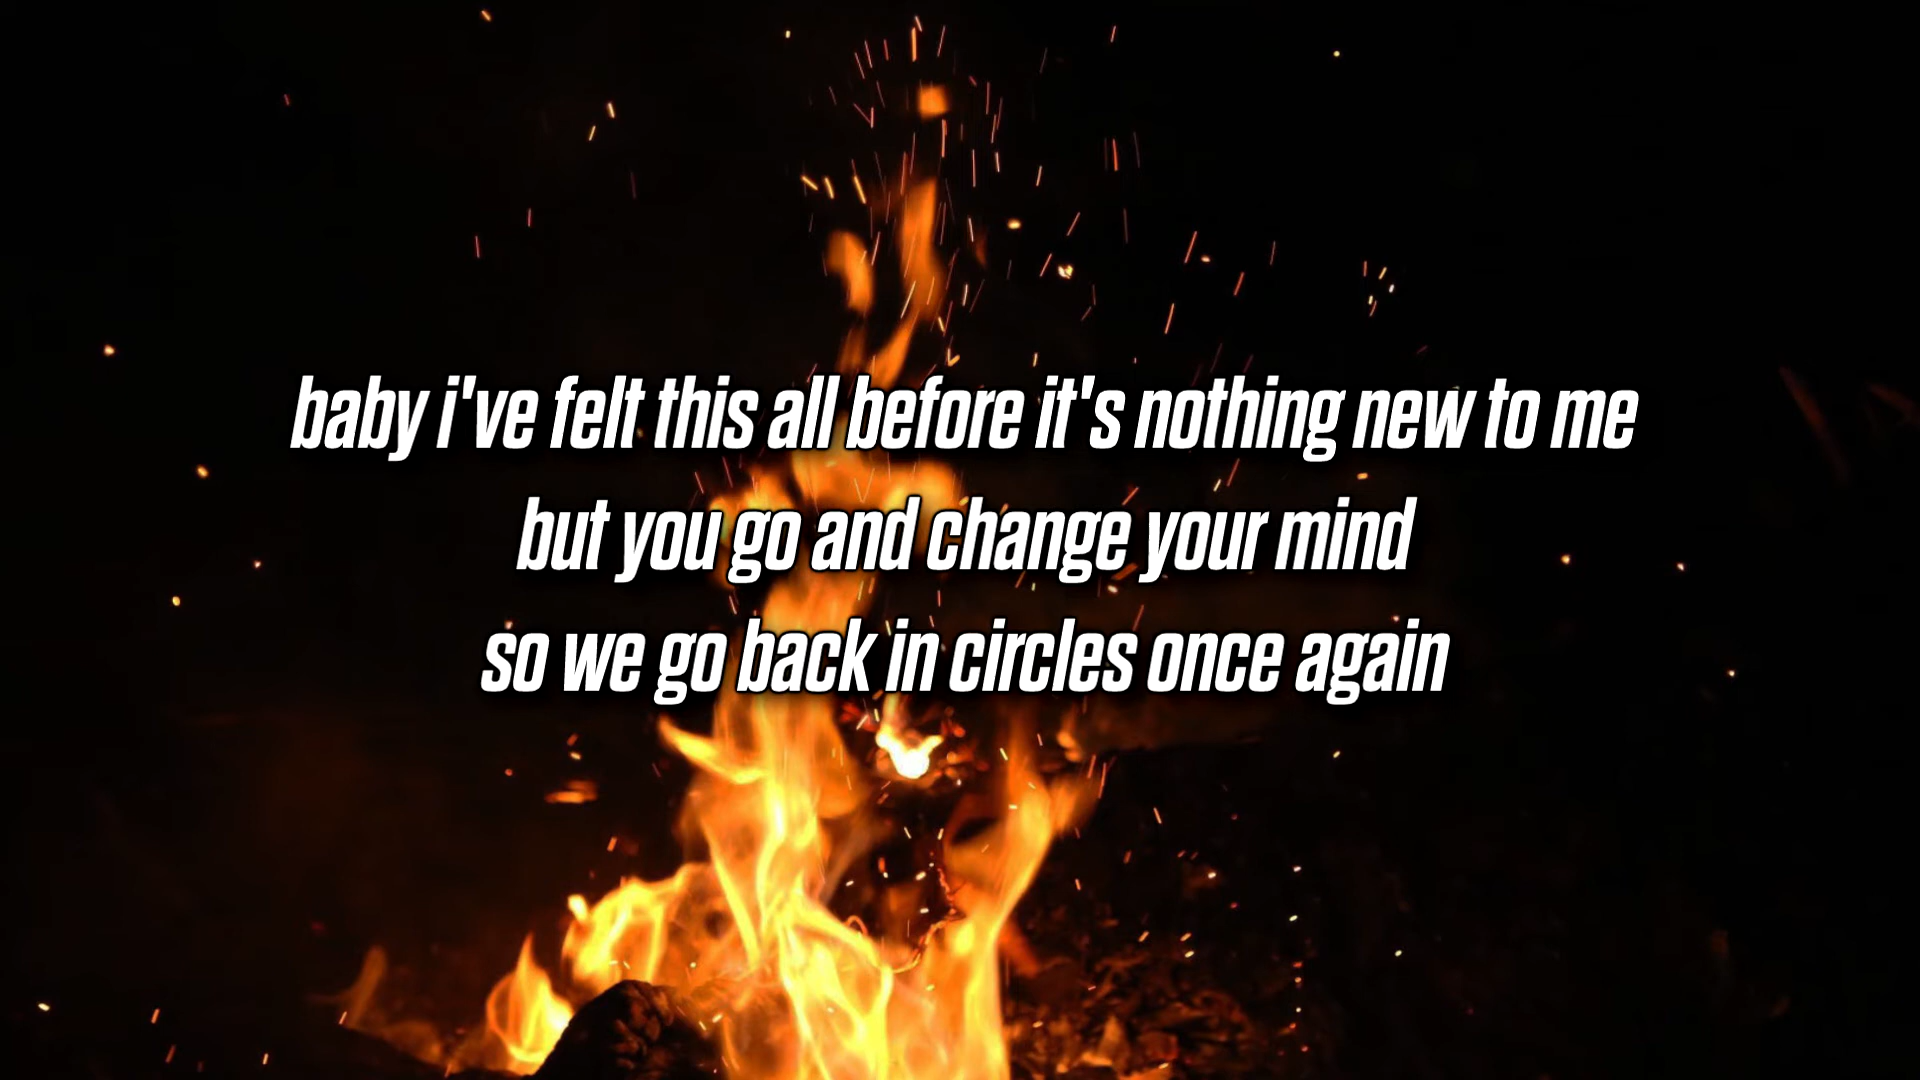 baby i've felt this all before it's nothing new to me
but you go and change your mind
so we go back in circles once again